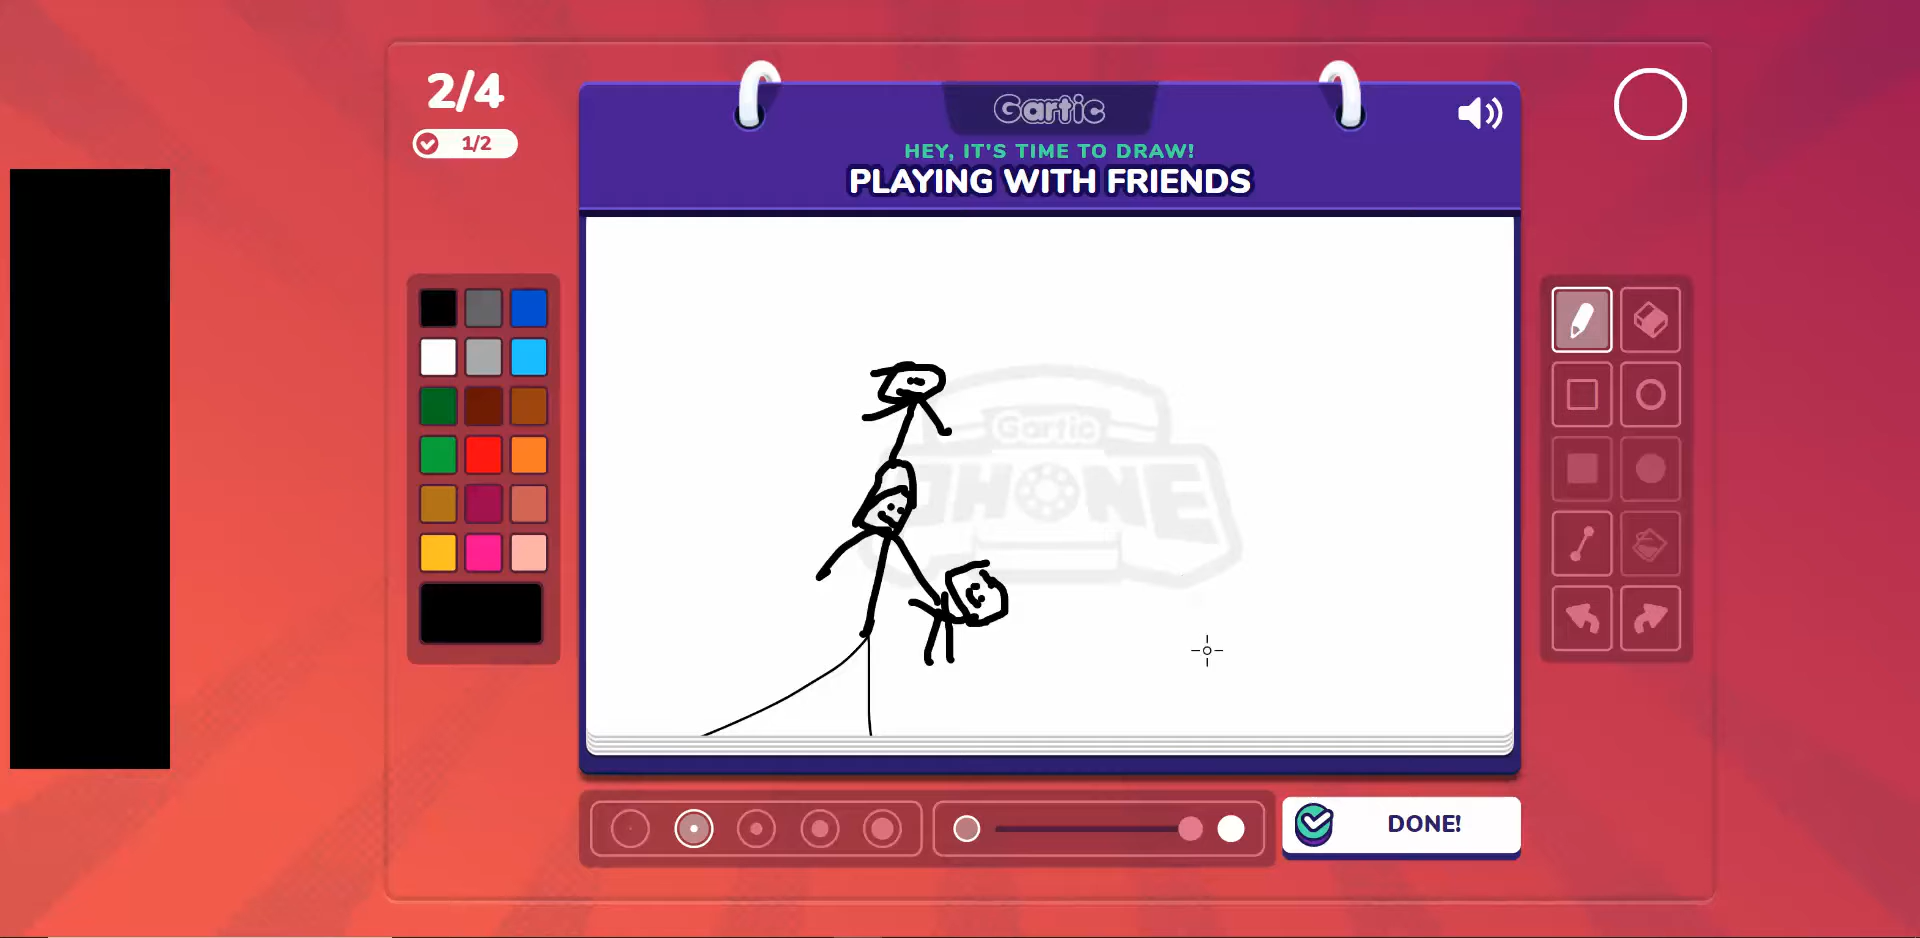 2/4
1/2
Gartic
HEY, IT'S TIME TO DRAW!
PLAYING WITH FRIENDS
Gartic
PHONE
DONE!